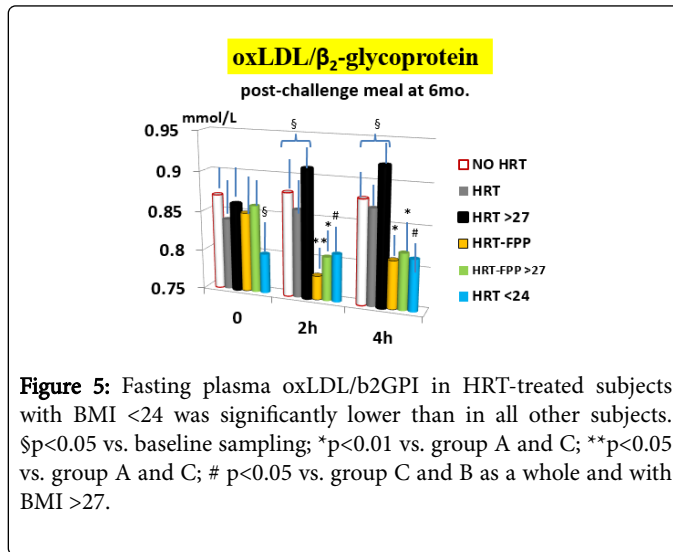 oxLDL/β₂-glycoprotein
post-challenge meal at 6mo.
mmol/L
0.95
0.9
0.85
0.8
0.75
§
§
§
**
*
#
*
*
#
0
2h
4h
NO HRT
HRT
HRT >27
HRT-FPP
HRT-FPP >27
HRT <24
Figure 5: Fasting plasma oxLDL/b2GPI in HRT-treated subjects
with BMI <24 was significantly lower than in all other subjects.
§p<0.05 vs. baseline sampling; *p<0.01 vs. group A and C; **p<0.05
vs. group A and C; # p<0.05 vs. group C and B as a whole and with
BMI >27.